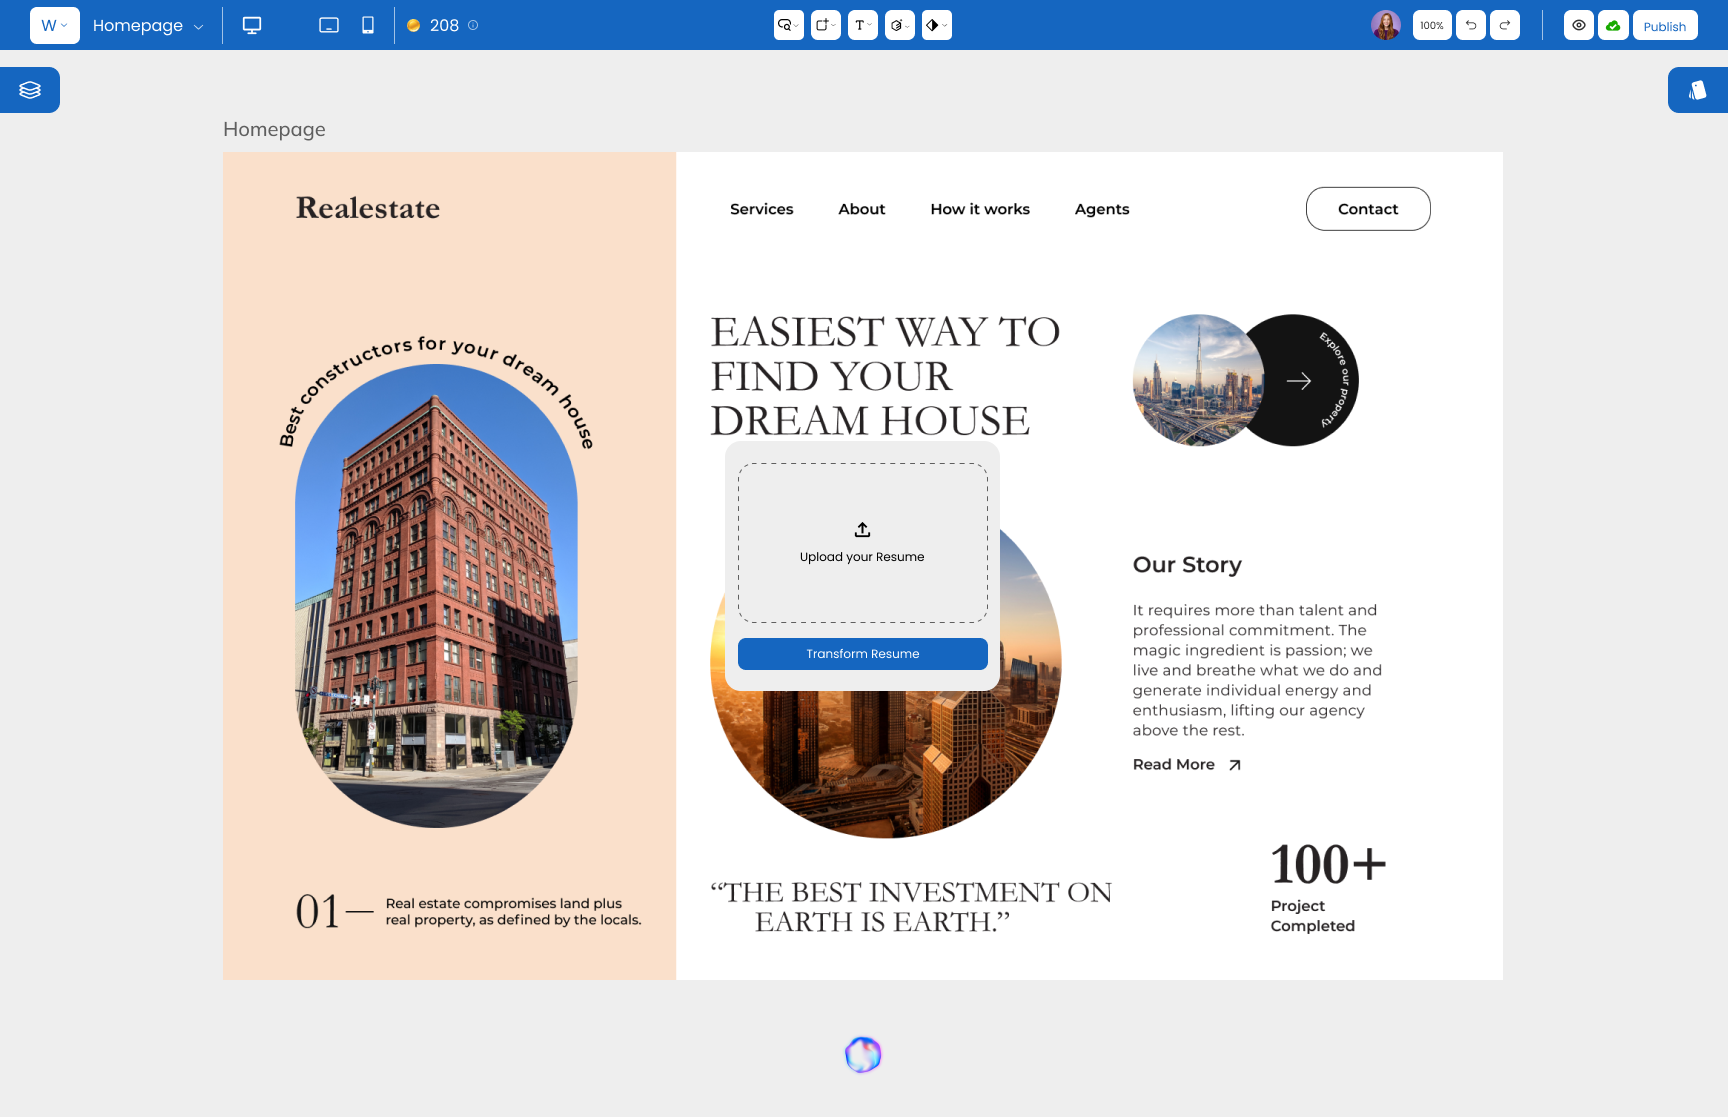 W
Homepage
208
T
100%
Publish
Homepage
Realestate
Services
About
How it works
Agents
Contact
Best constructors for your dream house
EASIEST WAY TO
FIND YOUR
DREAM HOUSE
Explore our property
Upload your Resume
Transform Resume
Our Story
It requires more than talent and
professional commitment. The
magic ingredient is passion; we
live and breathe what we do and
generate individual energy and
enthusiasm, lifting our agency
above the rest.
Read More
01—
Real estate compromises land plus
real property, as defined by the locals.
“THE BEST INVESTMENT ON
EARTH IS EARTH.”
100+
Project
Completed